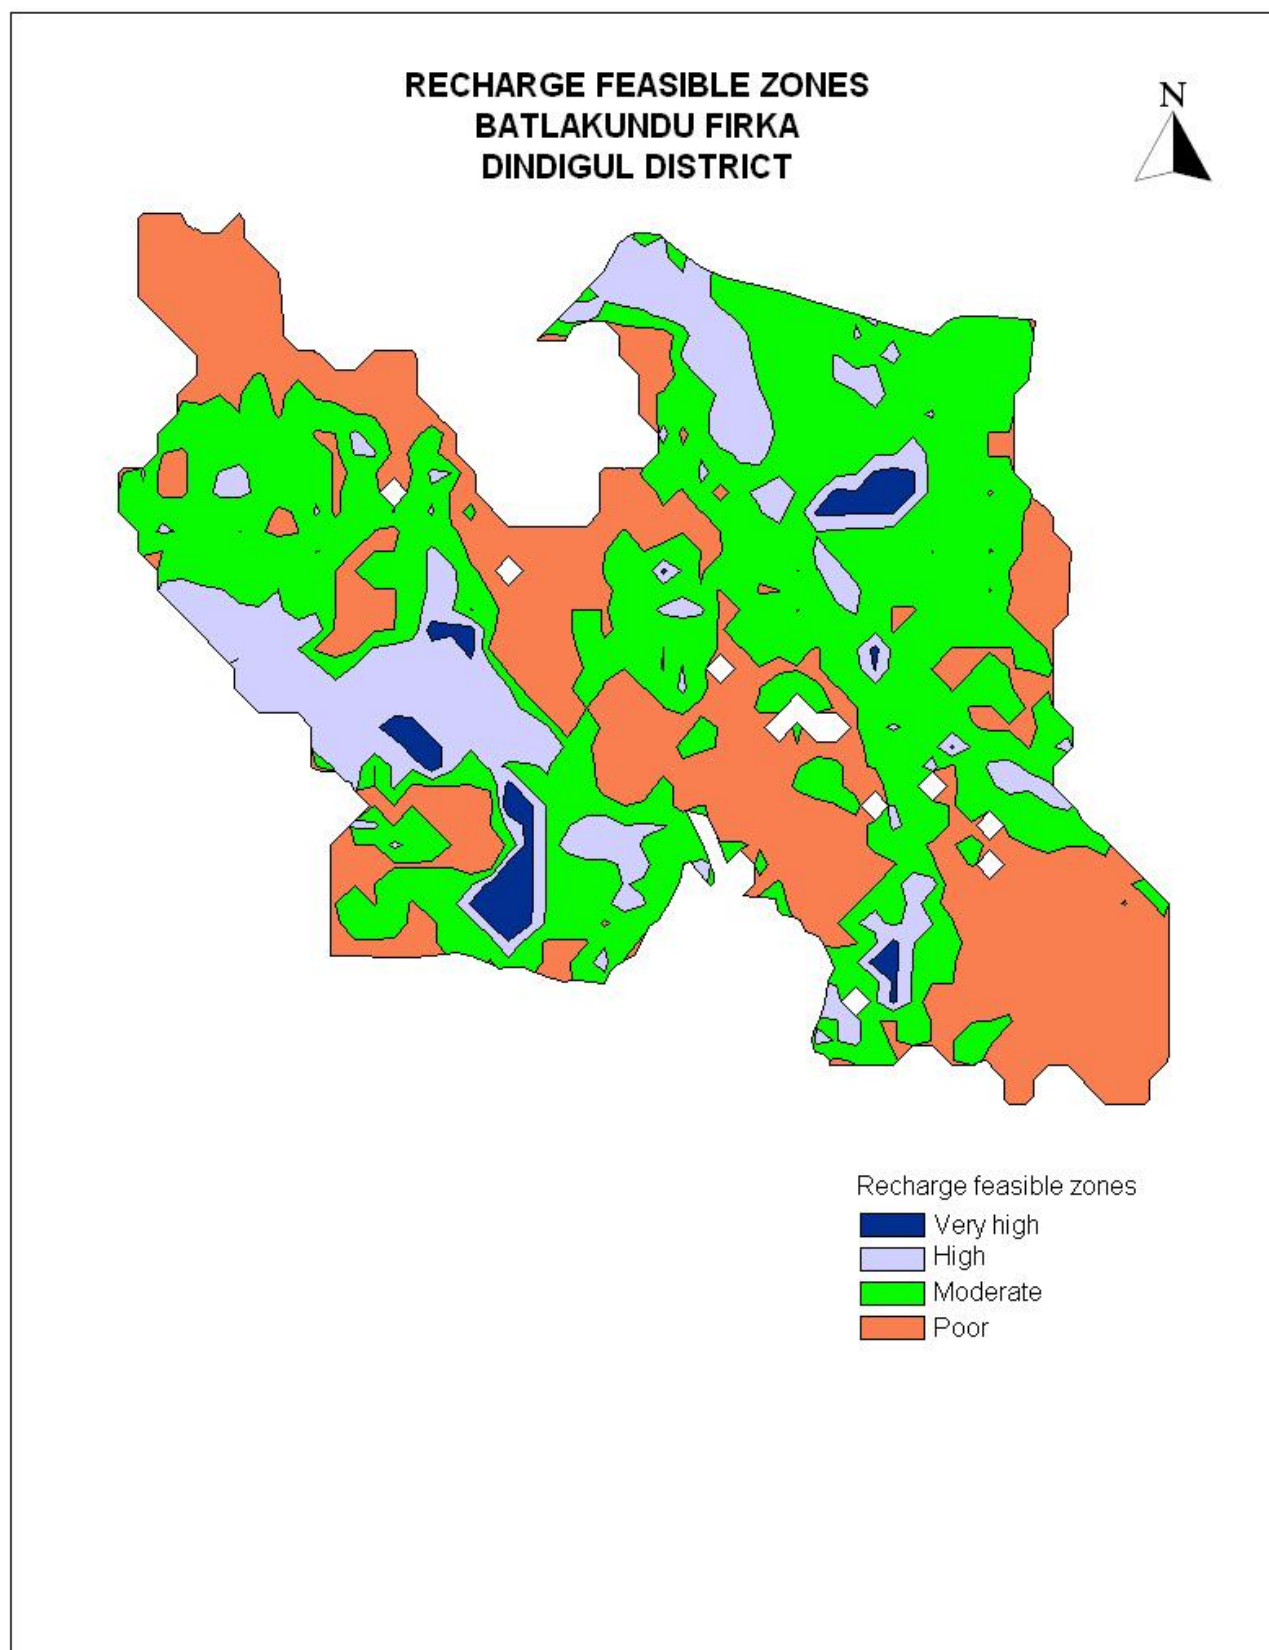 RECHARGE FEASIBLE ZONES
BATLAKUNDU FIRKA
DINDIGUL DISTRICT
N
Recharge feasible zones
Very high
High
Moderate
Poor